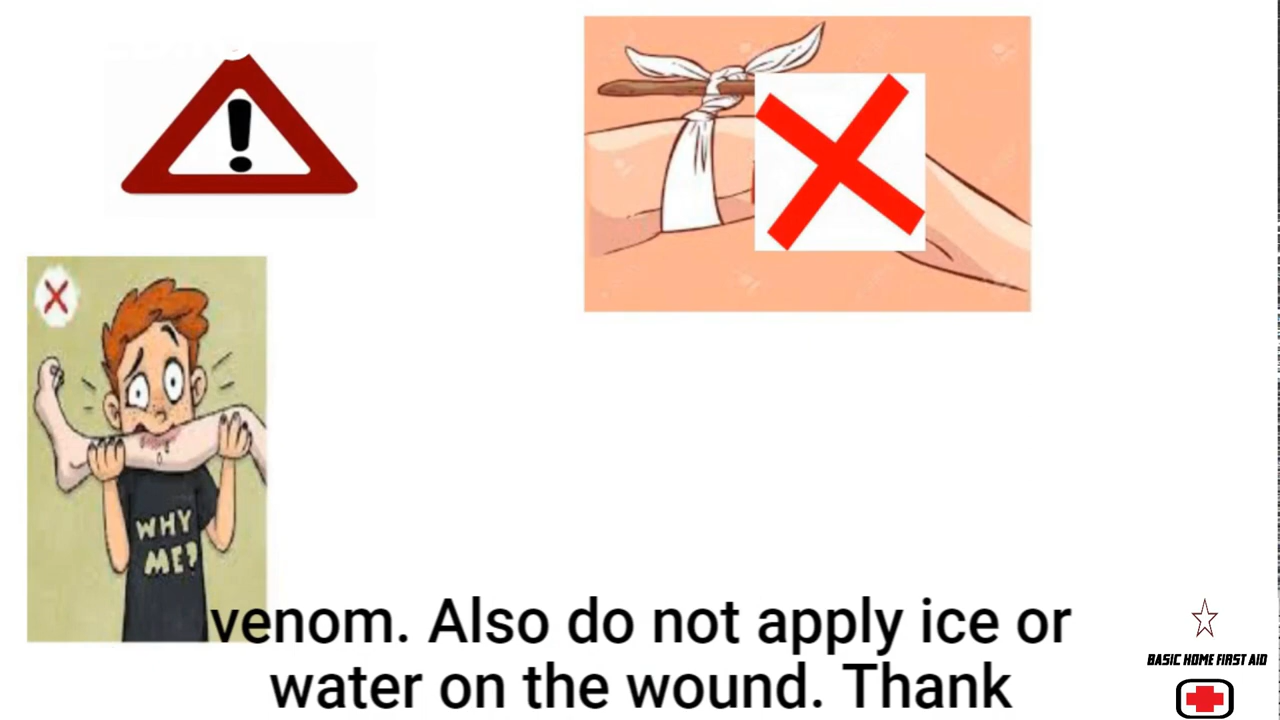 WHY
ME?
venom. Also do not apply ice or
water on the wound. Thank
BASIC HOME FIRST AID